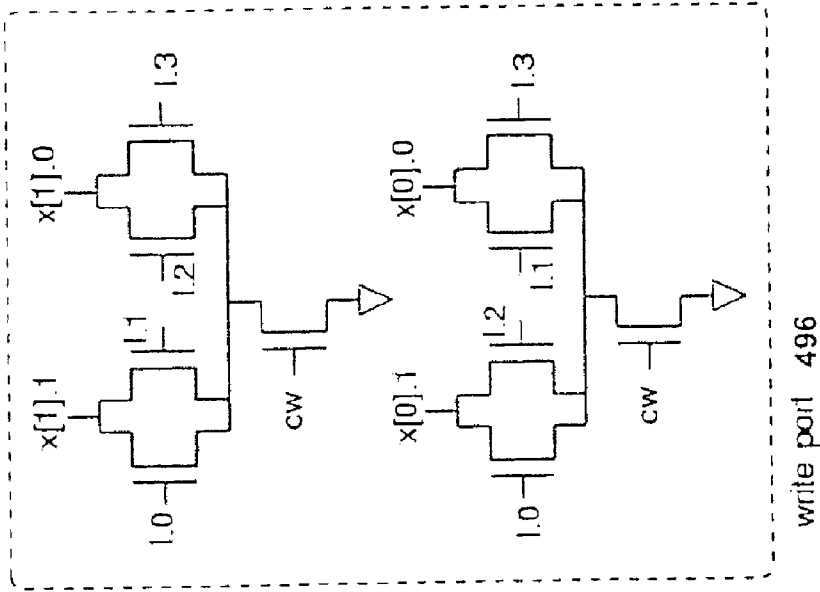 x[1].1
x[1].0
l.0
l.1
l.2
l.3
cw
x[0].1
x[0].0
l.0
l.2
l.1
l.3
cw
write port 496